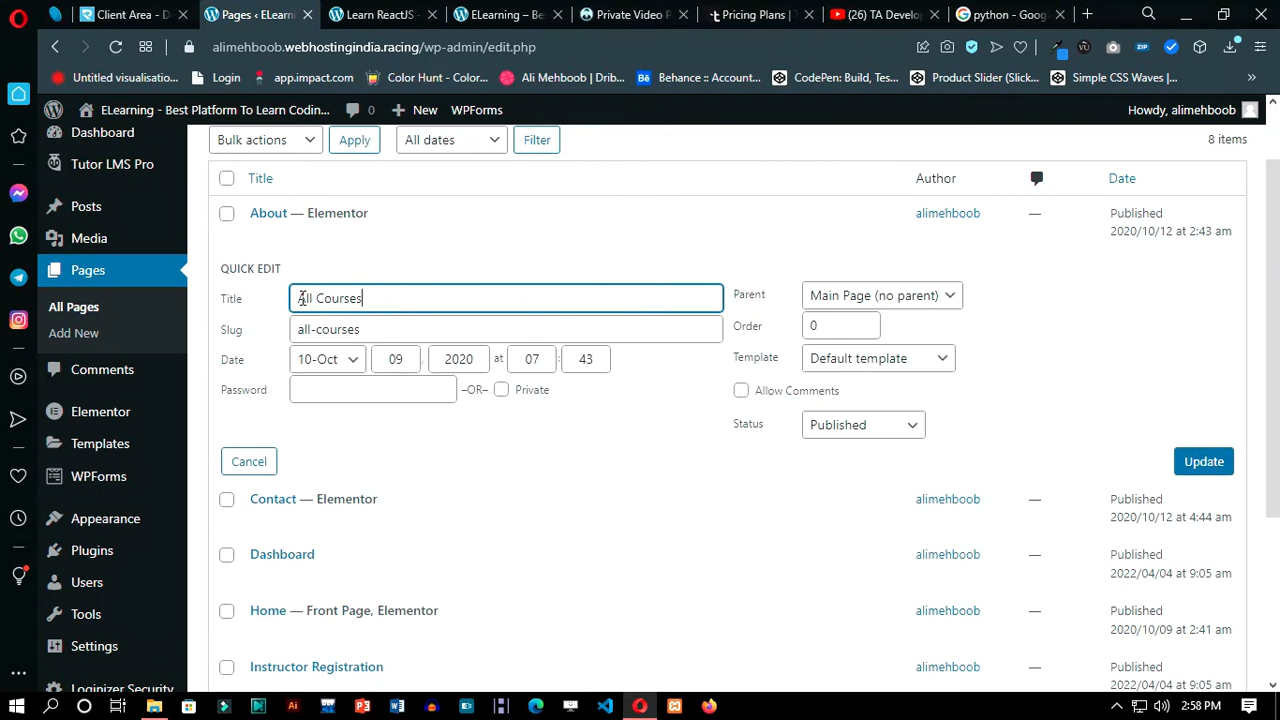 Client Area - D
Pages ‹ ELearn
Learn ReactJS -
ELearning – Be
Private Video P
Pricing Plans |
(26) TA Devel
python - Goog
alimehboob.webhostingindia.racing/wp-admin/edit.php
Untitled visualisatio...
Login
app.impact.com
Color Hunt - Color...
Ali Mehboob | Drib...
Behance :: Account...
CodePen: Build, Tes...
Product Slider (Slick...
Simple CSS Waves |...
ELearning - Best Platform To Learn Codin...
0
New
WPForms
Howdy, alimehboob
Dashboard
Tutor LMS Pro
Posts
Media
Pages
All Pages
Add New
Comments
Elementor
Templates
WPForms
Appearance
Plugins
Users
Tools
Settings
Loginizer Security
Bulk actions
Apply
All dates
Filter
8 items
Title
Author
Date
About — Elementor
alimehboob
—
Published
2020/10/12 at 2:43 am
QUICK EDIT
Title
All Courses
Slug
all-courses
Date
10-Oct
09
,
2020
at
07
:
43
Password
–OR–
Private
Parent
Main Page (no parent)
Order
0
Template
Default template
Allow Comments
Status
Published
Cancel
Update
Contact — Elementor
alimehboob
—
Published
2020/10/12 at 4:44 am
Dashboard
alimehboob
—
Published
2022/04/04 at 9:05 am
Home — Front Page, Elementor
alimehboob
—
Published
2020/10/09 at 2:41 am
Instructor Registration
alimehboob
—
Published
2022/04/04 at 9:05 am
2:58 PM